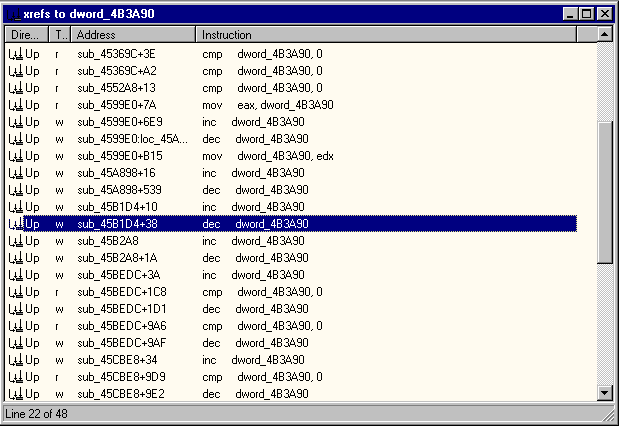 xrefs to dword_4B3A90
Dire... T.. Address Instruction
Up r sub_45369C+3E cmp dword_4B3A90, 0
Up r sub_45369C+A2 cmp dword_4B3A90, 0
Up r sub_4552A8+13 cmp dword_4B3A90, 0
Up r sub_4599E0+7A mov eax, dword_4B3A90
Up w sub_4599E0+6E9 inc dword_4B3A90
Up w sub_4599E0:loc_45A... dec dword_4B3A90
Up w sub_4599E0+B15 mov dword_4B3A90, edx
Up w sub_45A898+16 inc dword_4B3A90
Up w sub_45A898+539 dec dword_4B3A90
Up w sub_45B1D4+10 inc dword_4B3A90
Up w sub_45B1D4+38 dec dword_4B3A90
Up w sub_45B2A8 inc dword_4B3A90
Up w sub_45B2A8+1A dec dword_4B3A90
Up w sub_45BEDC+3A inc dword_4B3A90
Up r sub_45BEDC+1C8 cmp dword_4B3A90, 0
Up w sub_45BEDC+1D1 dec dword_4B3A90
Up r sub_45BEDC+9A6 cmp dword_4B3A90, 0
Up w sub_45BEDC+9AF dec dword_4B3A90
Up w sub_45CBE8+34 inc dword_4B3A90
Up r sub_45CBE8+9D9 cmp dword_4B3A90, 0
Up w sub_45CBE8+9E2 dec dword_4B3A90
Line 22 of 48